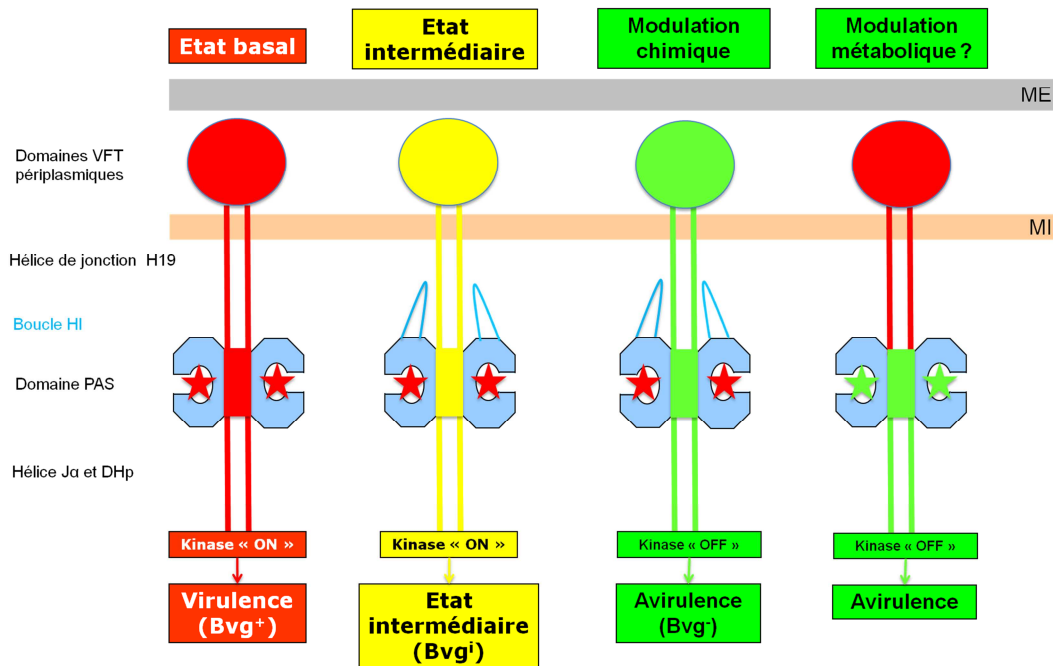 Etat basal
Etat
intermédiaire
Modulation
chimique
Modulation
métabolique ?
ME
Domaines VFT
périplasmiques
MI
Hélice de jonction H19
Boucle HI
Domaine PAS
Hélice Jα et DHp
Kinase « ON »
Kinase « ON »
Kinase « OFF »
Kinase « OFF »
Virulence
(Bvg⁺)
Etat
intermédiaire
(Bvgⁱ)
Avirulence
(Bvg⁻)
Avirulence